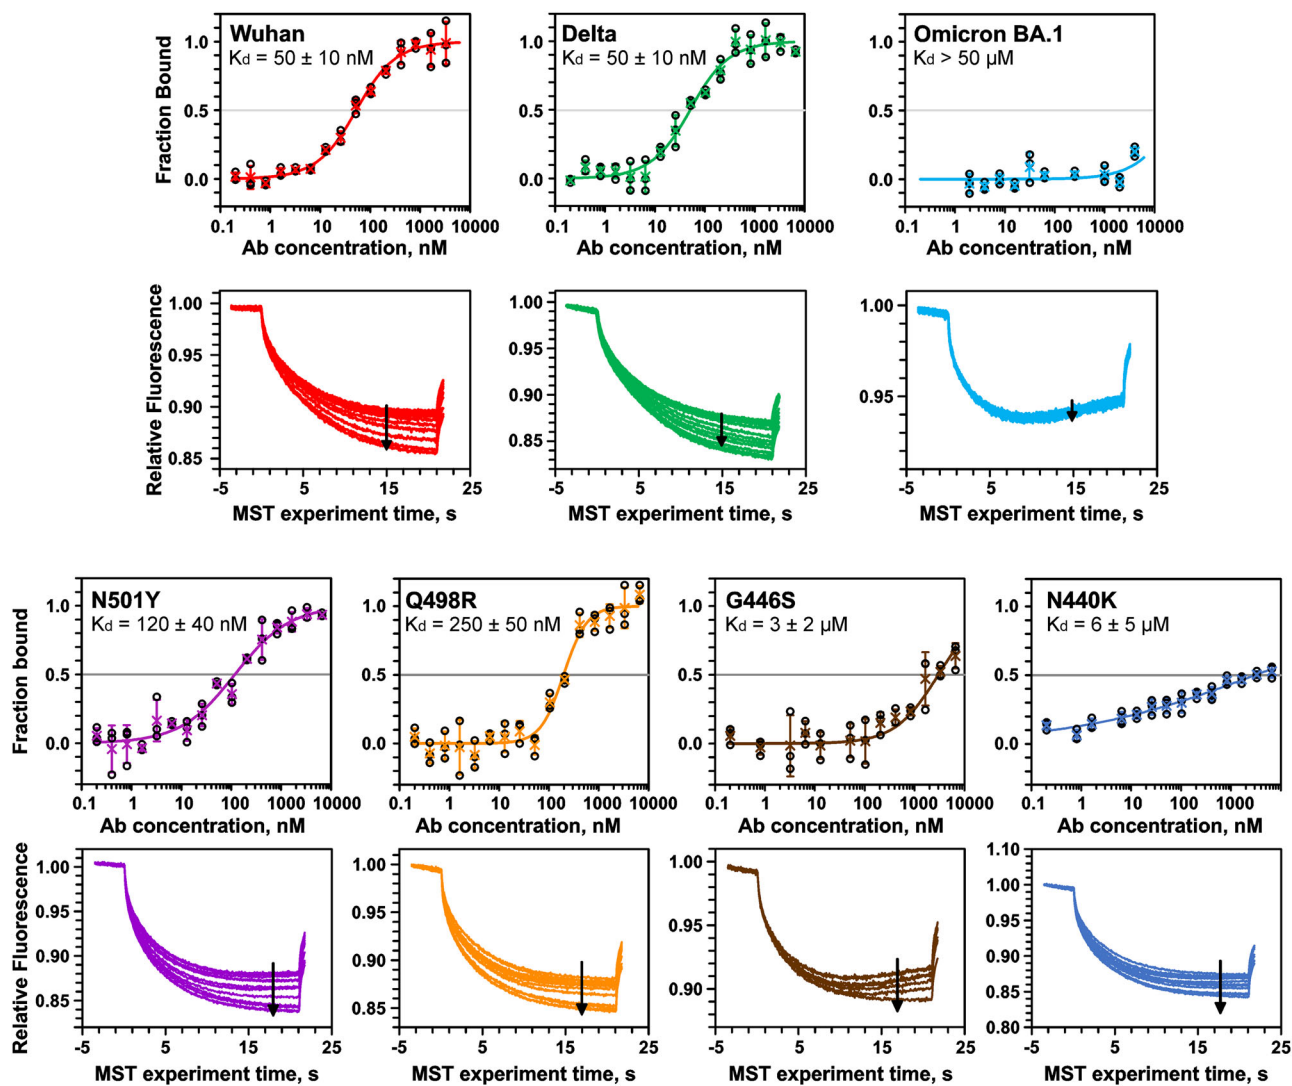 Wuhan
Kd = 50 ± 10 nM
1.0
0.5
0.0
Fraction Bound
0.1 1 10 100 1000 10000
Ab concentration, nM
Delta
Kd = 50 ± 10 nM
1.0
0.5
0.0
0.1 1 10 100 1000 10000
Ab concentration, nM
Omicron BA.1
Kd > 50 µM
1.0
0.5
0.0
0.1 1 10 100 1000 10000
Ab concentration, nM
Relative Fluorescence
1.00
0.95
0.90
0.85
-5 5 15 25
MST experiment time, s
1.00
0.95
0.90
0.85
-5 5 15 25
MST experiment time, s
1.00
0.95
-5 5 15 25
MST experiment time, s
N501Y
Kd = 120 ± 40 nM
Fraction bound
1.0
0.5
0.0
0.1 1 10 100 1000 10000
Ab concentration, nM
Q498R
Kd = 250 ± 50 nM
1.0
0.5
0.0
0.1 1 10 100 1000 10000
Ab concentration, nM
G446S
Kd = 3 ± 2 µM
1.0
0.5
0.0
0.1 1 10 100 1000 10000
Ab concentration, nM
N440K
Kd = 6 ± 5 µM
1.0
0.5
0.0
0.1 1 10 100 1000
Ab concentration, nM
Relative Fluorescence
1.00
0.95
0.90
0.85
-5 5 15 25
MST experiment time, s
1.00
0.95
0.90
0.85
-5 5 15 25
MST experiment time, s
1.00
0.95
0.90
-5 5 15 25
MST experiment time, s
1.10
1.00
0.95
0.90
0.85
0.80
-5 5 15 25
MST experiment time, s